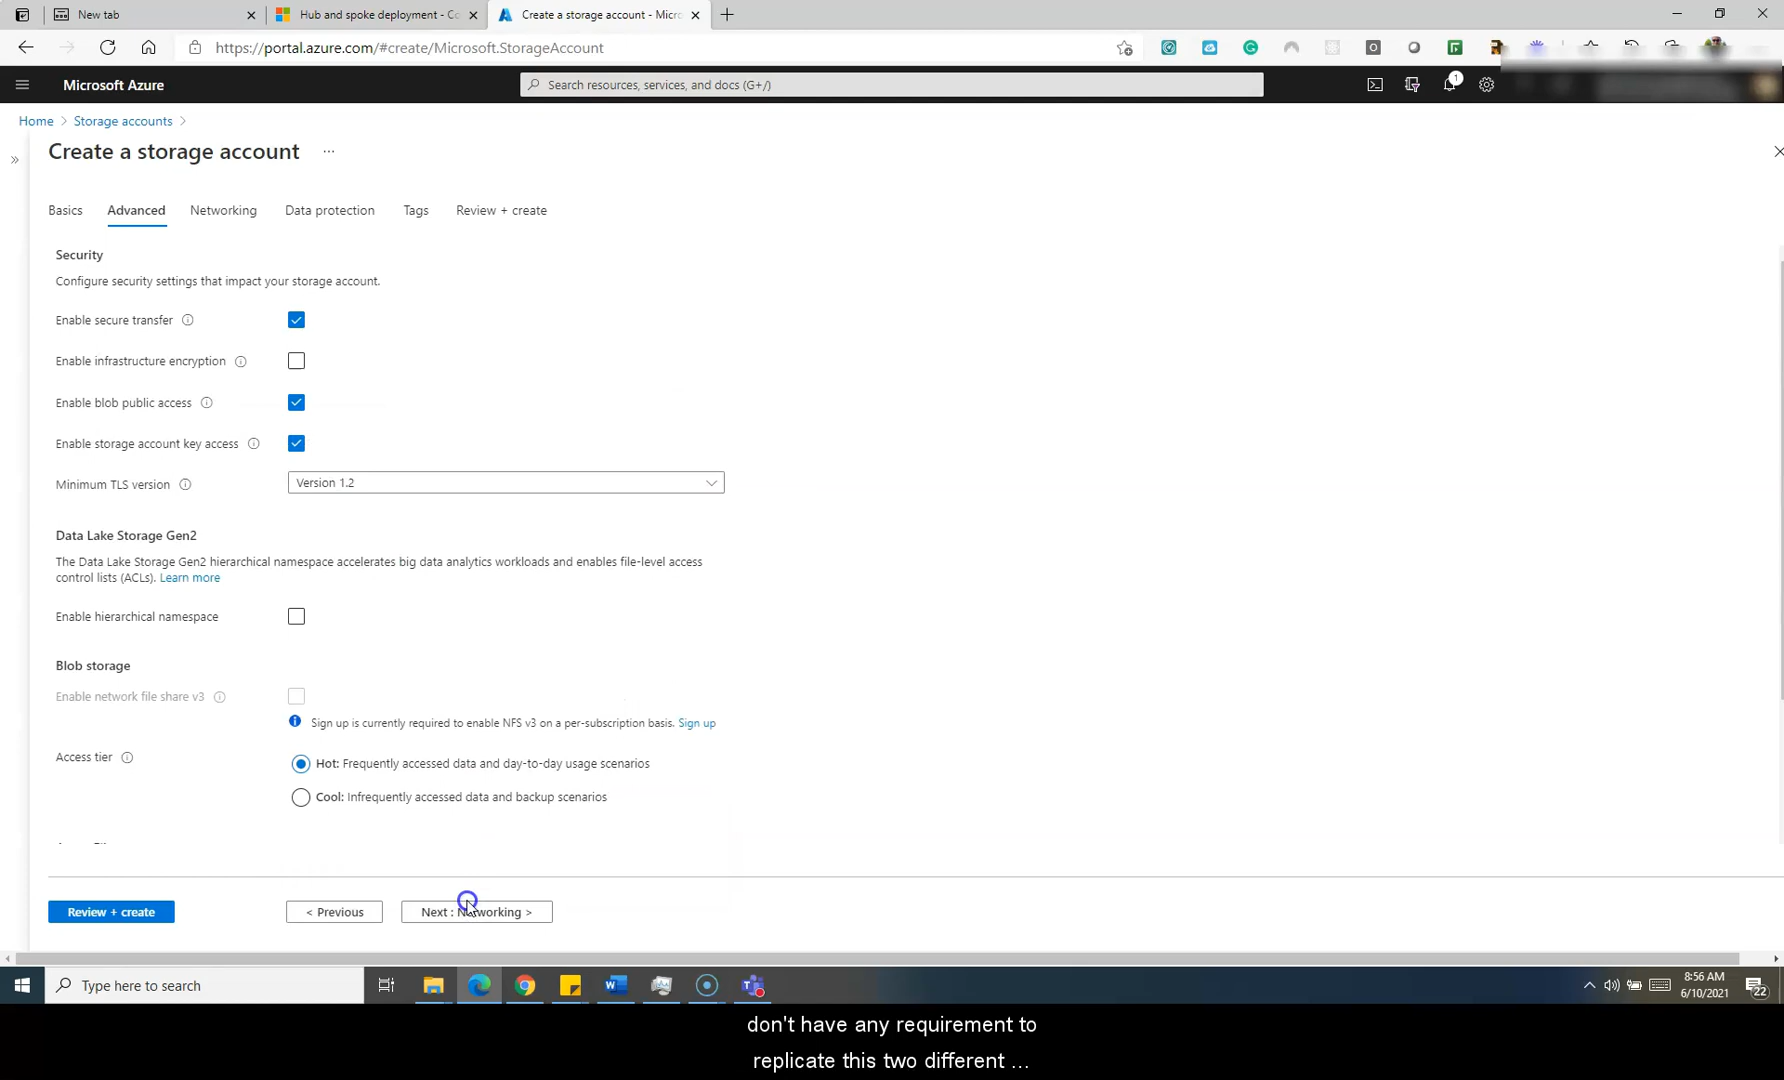 New tab
Hub and spoke deployment - Co
Create a storage account - Micro
https://portal.azure.com/#create/Microsoft.StorageAccount
Microsoft Azure
Search resources, services, and docs (G+/)
1
Home > Storage accounts >
Create a storage account ...
Basics
Advanced
Networking
Data protection
Tags
Review + create
Security
Configure security settings that impact your storage account.
Enable secure transfer
Enable infrastructure encryption
Enable blob public access
Enable storage account key access
Minimum TLS version
Version 1.2
Data Lake Storage Gen2
The Data Lake Storage Gen2 hierarchical namespace accelerates big data analytics workloads and enables file-level access
control lists (ACLs). Learn more
Enable hierarchical namespace
Blob storage
Enable network file share v3
Sign up is currently required to enable NFS v3 on a per-subscription basis. Sign up
Access tier
Hot: Frequently accessed data and day-to-day usage scenarios
Cool: Infrequently accessed data and backup scenarios
Review + create
< Previous
Next : Networking >
Type here to search
8:56 AM
6/10/2021
22
don't have any requirement to
replicate this two different ...